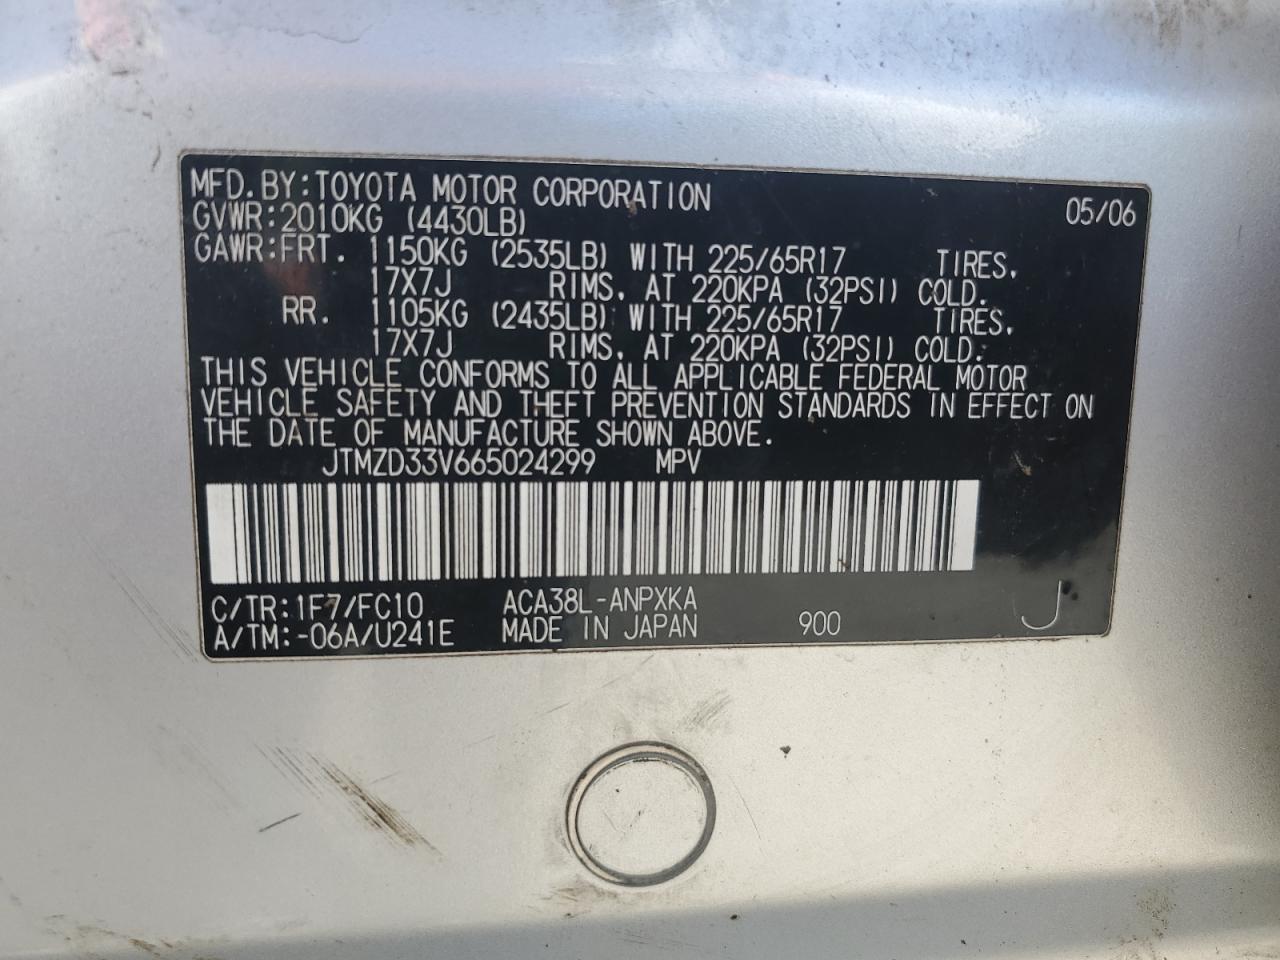 MFD.BY:TOYOTA MOTOR CORPORATION 05/06
GVWR:2010KG (4430LB)
GAWR:FRT. 1150KG (2535LB) WITH 225/65R17 TIRES,
17X7J RIMS, AT 220KPA (32PSI) COLD.
RR. 1105KG (2435LB) WITH 225/65R17 TIRES,
17X7J RIMS, AT 220KPA (32PSI) COLD.
THIS VEHICLE CONFORMS TO ALL APPLICABLE FEDERAL MOTOR
VEHICLE SAFETY AND THEFT PREVENTION STANDARDS IN EFFECT ON
THE DATE OF MANUFACTURE SHOWN ABOVE.
JTMZD33V665024299 MPV
C/TR:1F7/FC10 ACA38L-ANPXKA
A/TM:-06A/U241E MADE IN JAPAN 900 J